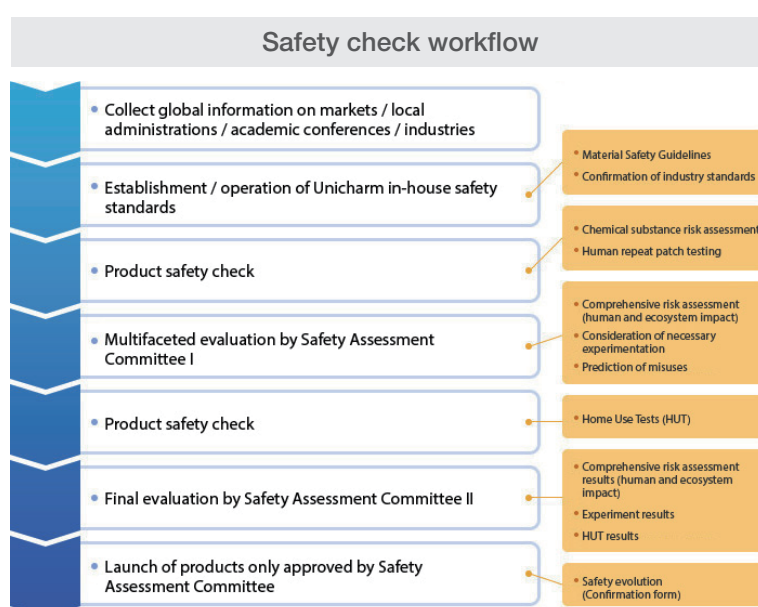 Safety check workflow
• Collect global information on markets / local
administrations / academic conferences / industries
• Establishment / operation of Unicharm in-house safety
standards
• Material Safety Guidelines
• Confirmation of industry standards
• Product safety check
• Chemical substance risk assessment
• Human repeat patch testing
• Multifaceted evaluation by Safety Assessment
Committee I
• Comprehensive risk assessment
(human and ecosystem impact)
• Consideration of necessary
experimentation
• Prediction of misuses
• Product safety check
• Home Use Tests (HUT)
• Final evaluation by Safety Assessment Committee II
• Comprehensive risk assessment
results (human and ecosystem
impact)
• Experiment results
• HUT results
• Launch of products only approved by Safety
Assessment Committee
• Safety evolution
(Confirmation form)